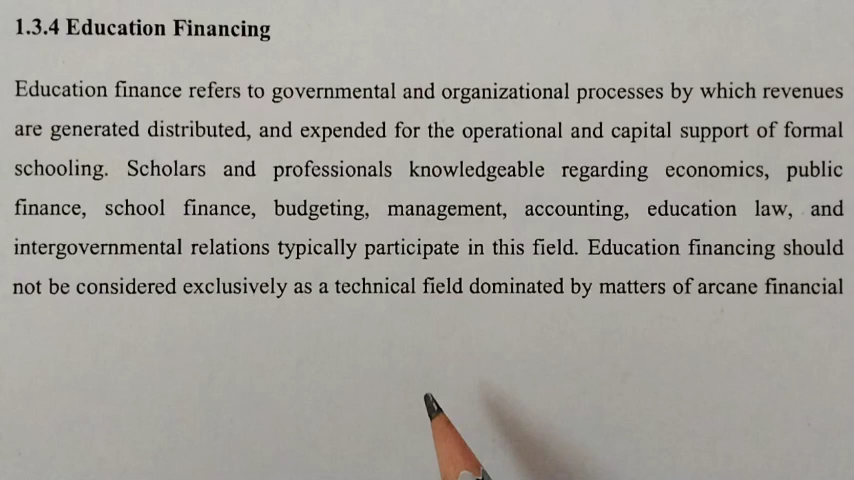 1.3.4 Education Financing
Education finance refers to governmental and organizational processes by which revenues
are generated distributed, and expended for the operational and capital support of formal
schooling. Scholars and professionals knowledgeable regarding economics, public
finance, school finance, budgeting, management, accounting, education law, and
intergovernmental relations typically participate in this field. Education financing should
not be considered exclusively as a technical field dominated by matters of arcane financial